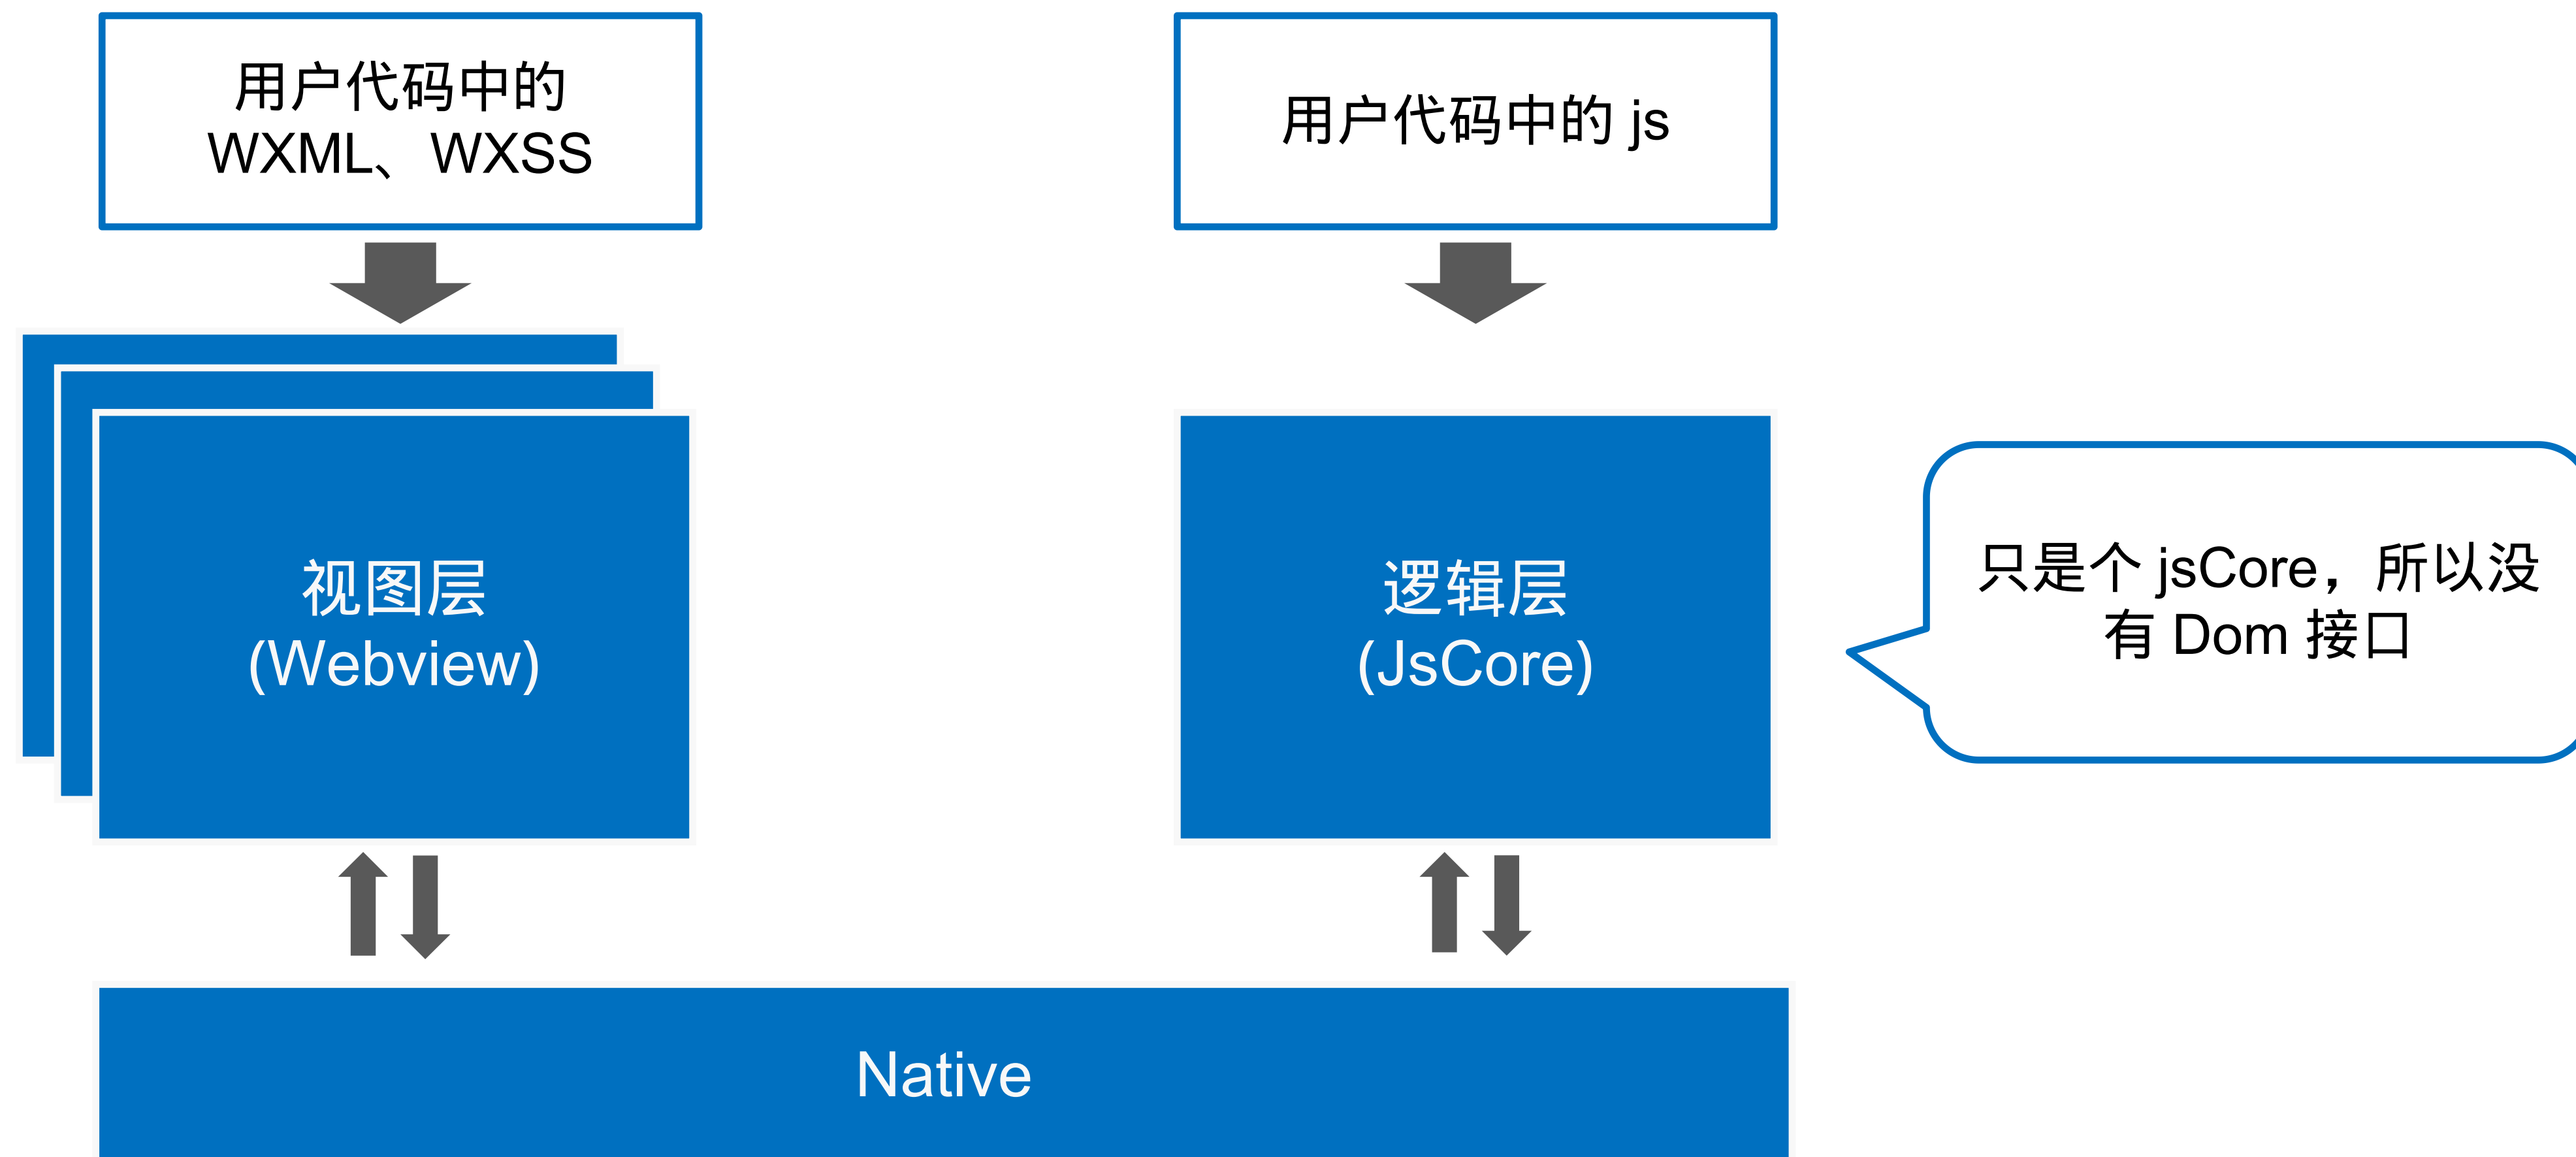 用户代码中的
WXML、WXSS
用户代码中的 js
视图层
(Webview)
逻辑层
(JsCore)
只是个 jsCore，所以没
有 Dom 接口
Native